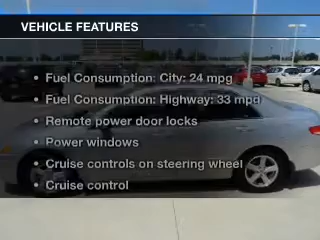 VEHICLE FEATURES
• Fuel Consumption: City: 24 mpg
• Fuel Consumption: Highway: 33 mpd
• Remote power door locks
• Power windows
• Cruise controls on steering wheel
• Cruise control